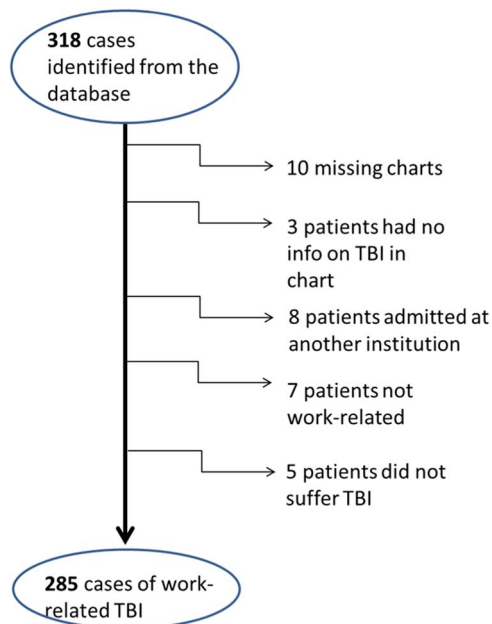 318 cases
identified from the
database
10 missing charts
3 patients had no
info on TBI in
chart
8 patients admitted at
another institution
7 patients not
work-related
5 patients did not
suffer TBI
285 cases of work-
related TBI